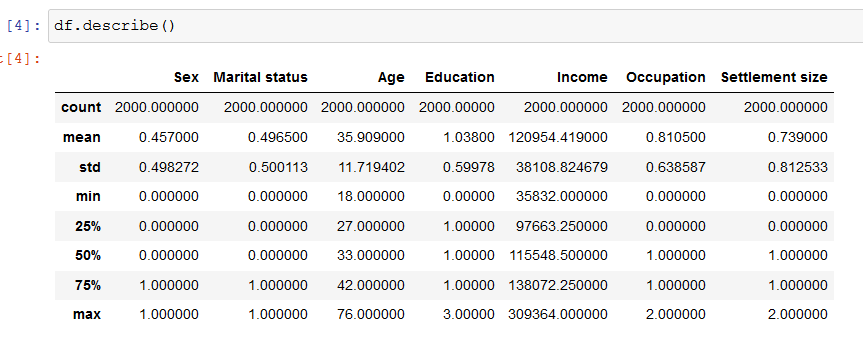 [4]: df.describe()
t[4]:
Sex Marital status Age Education Income Occupation Settlement size
count 2000.000000 2000.000000 2000.000000 2000.00000 2000.000000 2000.000000 2000.000000
mean 0.457000 0.496500 35.909000 1.03800 120954.419000 0.810500 0.739000
std 0.498272 0.500113 11.719402 0.59978 38108.824679 0.638587 0.812533
min 0.000000 0.000000 18.000000 0.00000 35832.000000 0.000000 0.000000
25% 0.000000 0.000000 27.000000 1.00000 97663.250000 0.000000 0.000000
50% 0.000000 0.000000 33.000000 1.00000 115548.500000 1.000000 1.000000
75% 1.000000 1.000000 42.000000 1.00000 138072.250000 1.000000 1.000000
max 1.000000 1.000000 76.000000 3.00000 309364.000000 2.000000 2.000000